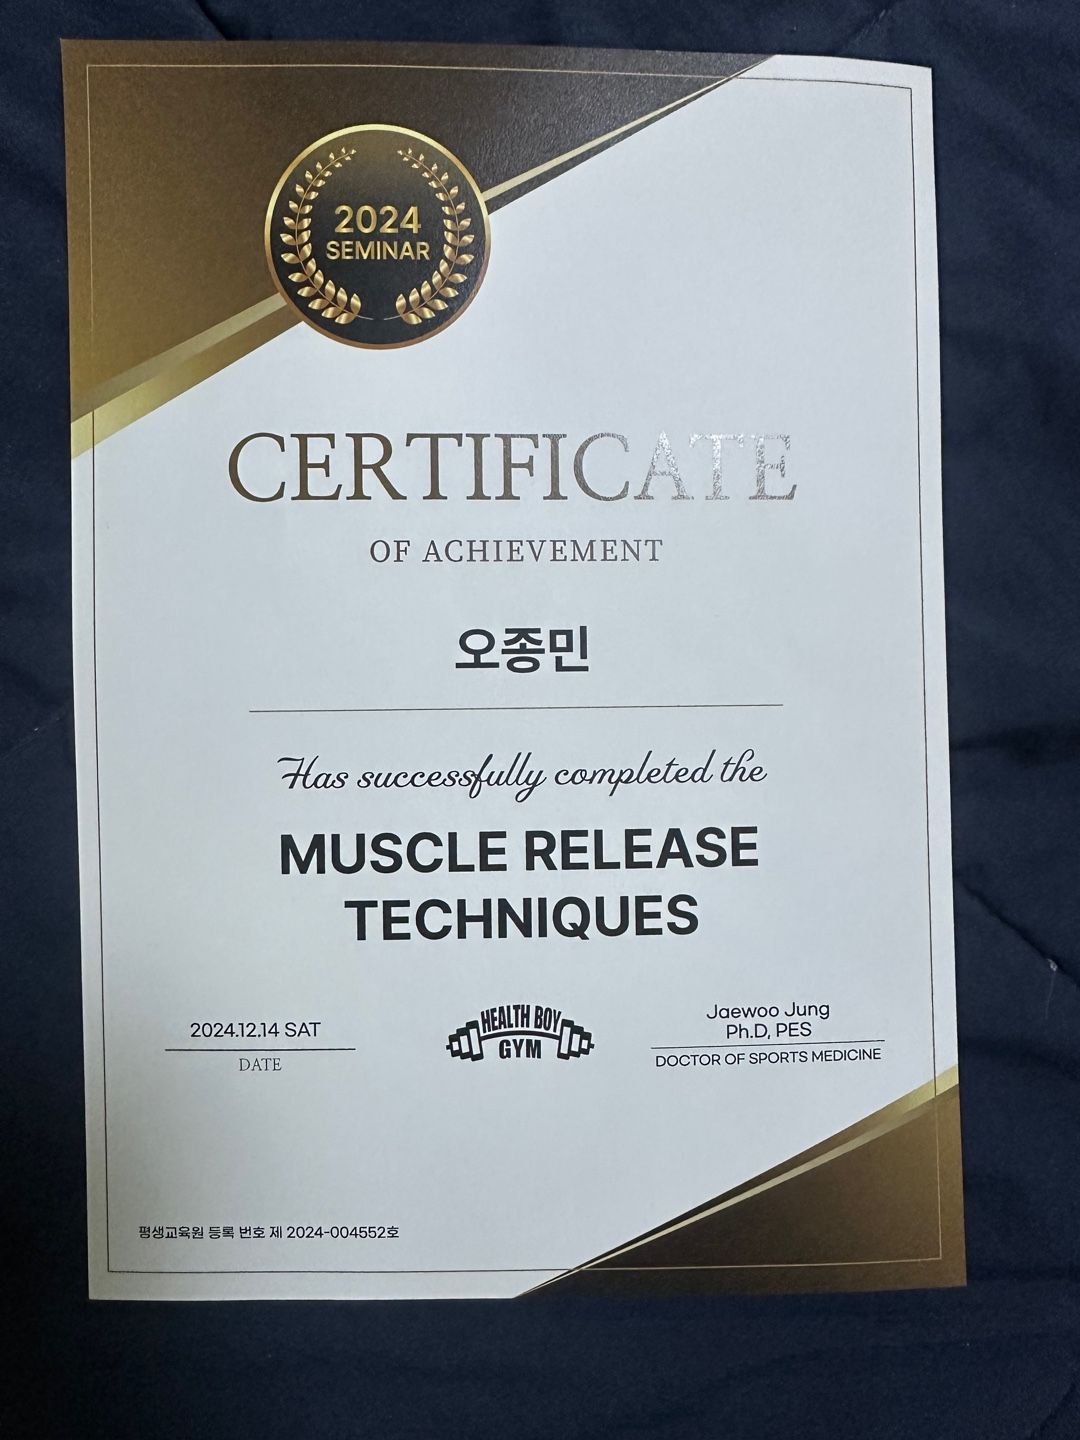 2024
SEMINAR
CERTIFICATE
OF ACHIEVEMENT
오종민
Has successfully completed the
MUSCLE RELEASE
TECHNIQUES
2024.12.14 SAT
DATE
HEALTH BOY
GYM
Jaewoo Jung
Ph.D, PES
DOCTOR OF SPORTS MEDICINE
평생교육원 등록 번호 제 2024-004552호